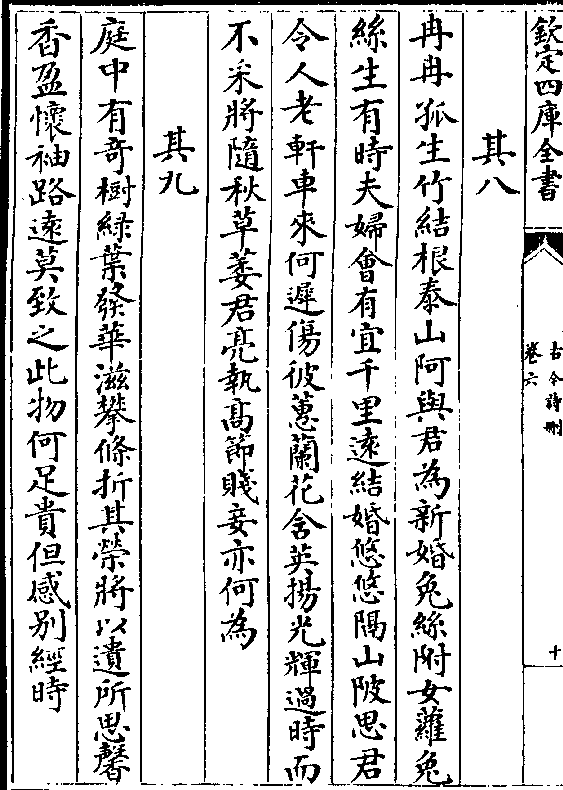 欽定四庫全書
古今詩刪
卷六
十
其八
冉冉孤生竹結根泰山阿與君為新婚兔絲附女蘿兔
絲生有時夫婦會有宜千里遠結婚悠悠隔山陂思君
令人老軒車來何遲傷彼蕙蘭花含英揚光輝過時而
不采將隨秋草萎君亮執高節賤妾亦何為
其九
庭中有奇樹綠葉發華滋攀條折其榮將以遺所思馨
香盈懷袖路遠莫致之此物何足貴但感别經時